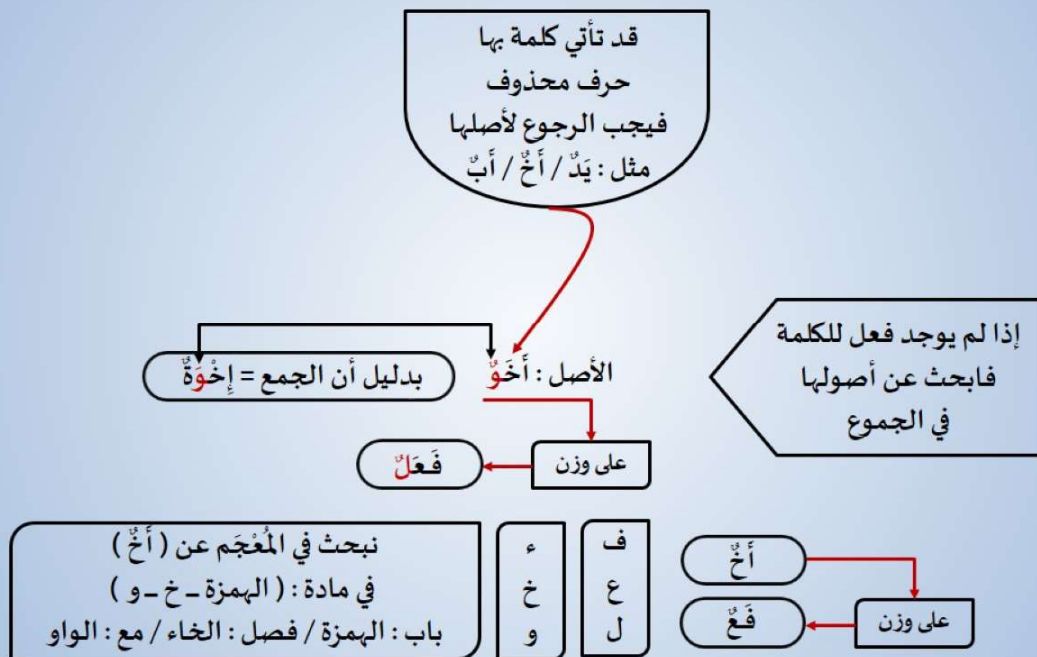 قد تأتي كلمة بها
حرف محذوف
فيجب الرجوع لأصلها
مثل : يَدٌ / أَخٌ / أَبٌ
إذا لم يوجد فعل للكلمة
فابحث عن أصولها
في الجموع
الأصل : أَخَوٌ
بدليل أن الجمع = إِخْوَةٌ
على وزن
فَعَلٌ
أَخٌ
على وزن
فَعٌ
ف
ع
ل
ء
خ
و
نبحث في المُعْجَم عن ( أَخٌ )
في مادة : ( الهمزة – خ – و )
باب : الهمزة / فصل : الخاء / مع : الواو